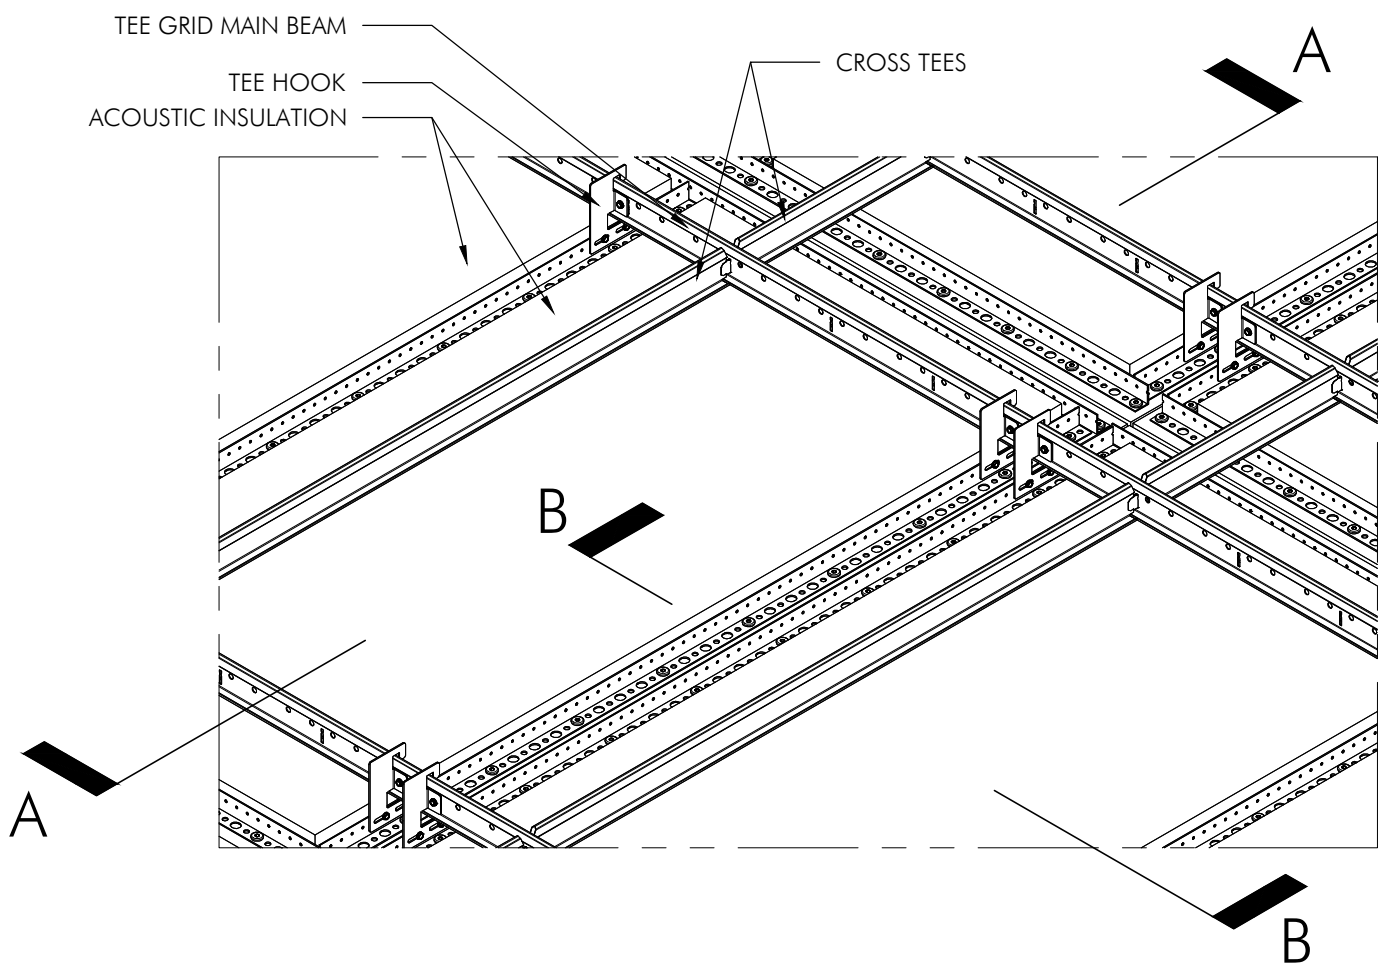 TEE GRID MAIN BEAM
TEE HOOK
ACOUSTIC INSULATION
CROSS TEES
A
B
A
B